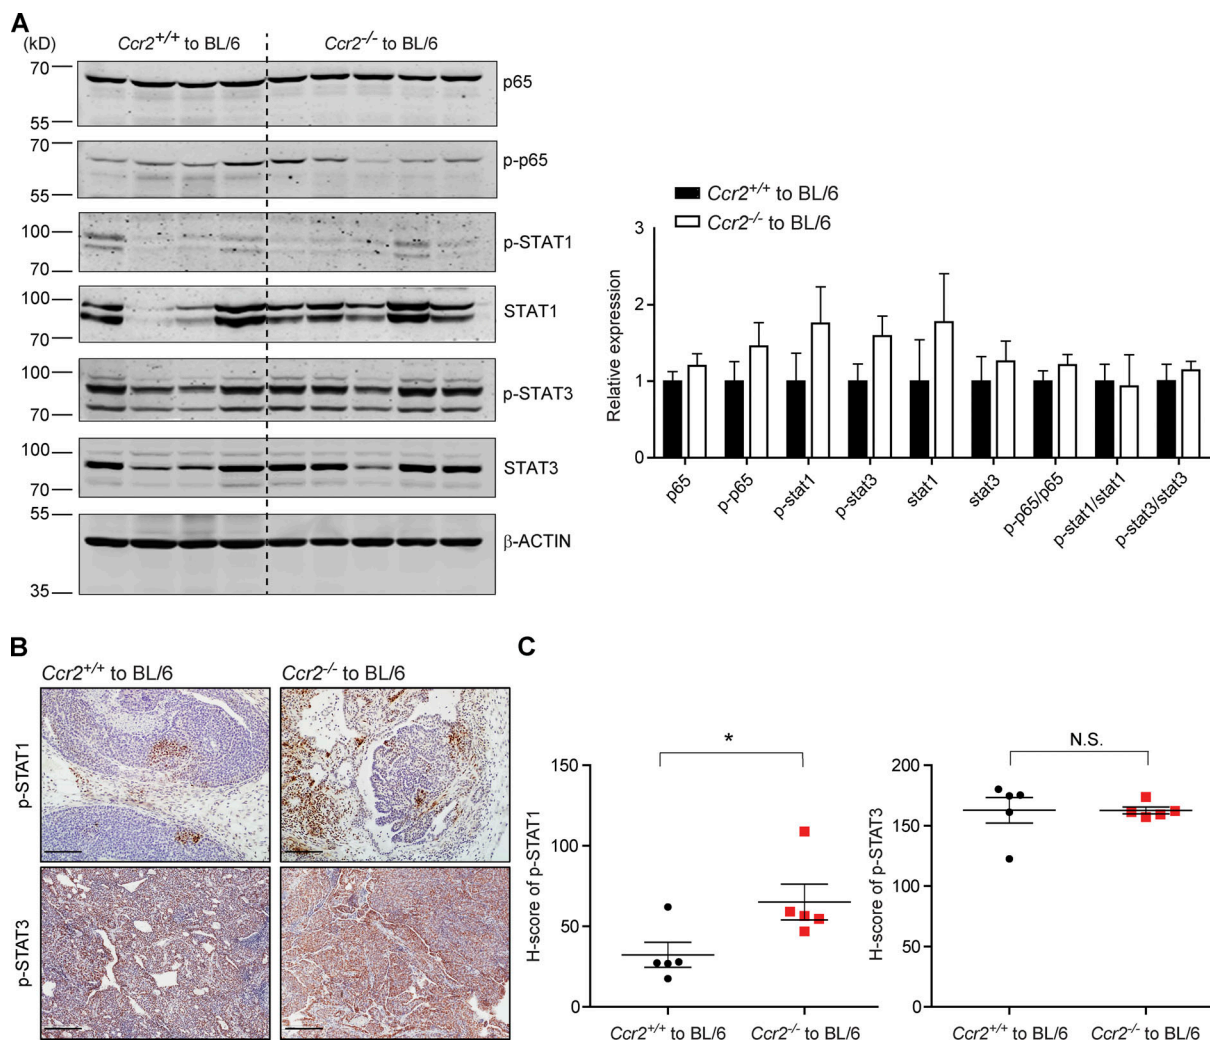 A
(kD)
Ccr2+/+ to BL/6
Ccr2-/- to BL/6
70
55
p65
70
55
p-p65
100
70
p-STAT1
100
70
STAT1
100
70
p-STAT3
100
70
STAT3
55
35
β-ACTIN
Ccr2+/+ to BL/6
Ccr2-/- to BL/6
Relative expression
3
2
1
0
p65
p-p65
p-stat1
p-stat3
stat1
stat3
p-p65/p65
p-stat1/stat1
p-stat3/stat3
B
Ccr2+/+ to BL/6
Ccr2-/- to BL/6
p-STAT1
p-STAT3
C
H-score of p-STAT1
150
100
50
0
*
Ccr2+/+ to BL/6
Ccr2-/- to BL/6
H-score of p-STAT3
200
150
100
50
0
N.S.
Ccr2+/+ to BL/6
Ccr2-/- to BL/6